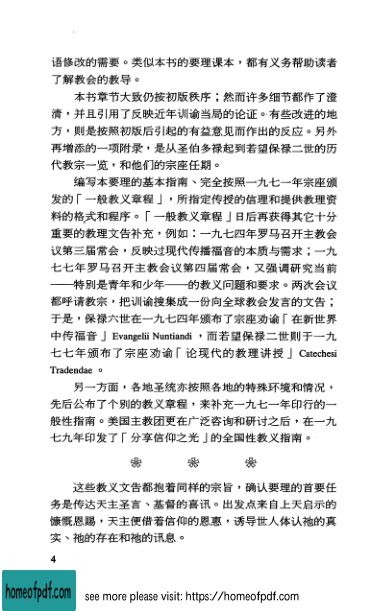 语修改的需要。类似本书的要理课本，都有义务帮助读者
了解教会的教导。
本书章节大致仍按初版秩序；然而许多细节都作了澄
清，并且引用了反映近年训谕当局的论证。有些改进的地
方，则是按照初版后引起的有益意见而作出的反应。另外
再增添的一项附录，是从圣伯多禄起到若望保禄二世的历
代教宗一览，和他们的宗座任期。
编写本要理的基本指南、完全按照一九七一年宗座颁
发的「一般教义章程」，所指定传授的信理和提供教理资
料的格式和程序。「一般教义章程」日后再获得其它十分
重要的教理文告补充，例如：一九七四年罗马召开主教会
议第三届常会，反映过现代传播福音的本质与需求；一九
七七年罗马召开主教会议第四届常会，又强调研究当前
——特别是青年和少年——的教义问题和要求。两次会议
都呼请教宗，把训谕搜集成一份向全球教会发言的文告；
于是，保禄六世在一九七四年颁布了宗座劝谕「在新世界
中传福音」Evangelii Nuntiandi，而若望保禄二世则于一九
七七年颁布了宗座劝谕「论现代的教理讲授」Catechesi
Tradendae。
另一方面，各地圣统亦按照各地的特殊环境和情况，
先后公布了个别的教义章程，来补充一九七一年印行的一
般性指南。美国主教团更在广泛咨询和研讨之后，在一九
七九年印发了「分享信仰之光」的全国性教义指南。
这些教义文告都抱着同样的宗旨，确认要理的首要任
务是传达天主圣言、基督的喜讯。出发点来自上天启示的
慷慨恩赐，天主便借着信仰的恩惠，诱导世人体认祂的真
实、祂的存在和祂的讯息。
4
homeofpdf.com
see more please visit: https://homeofpdf.com